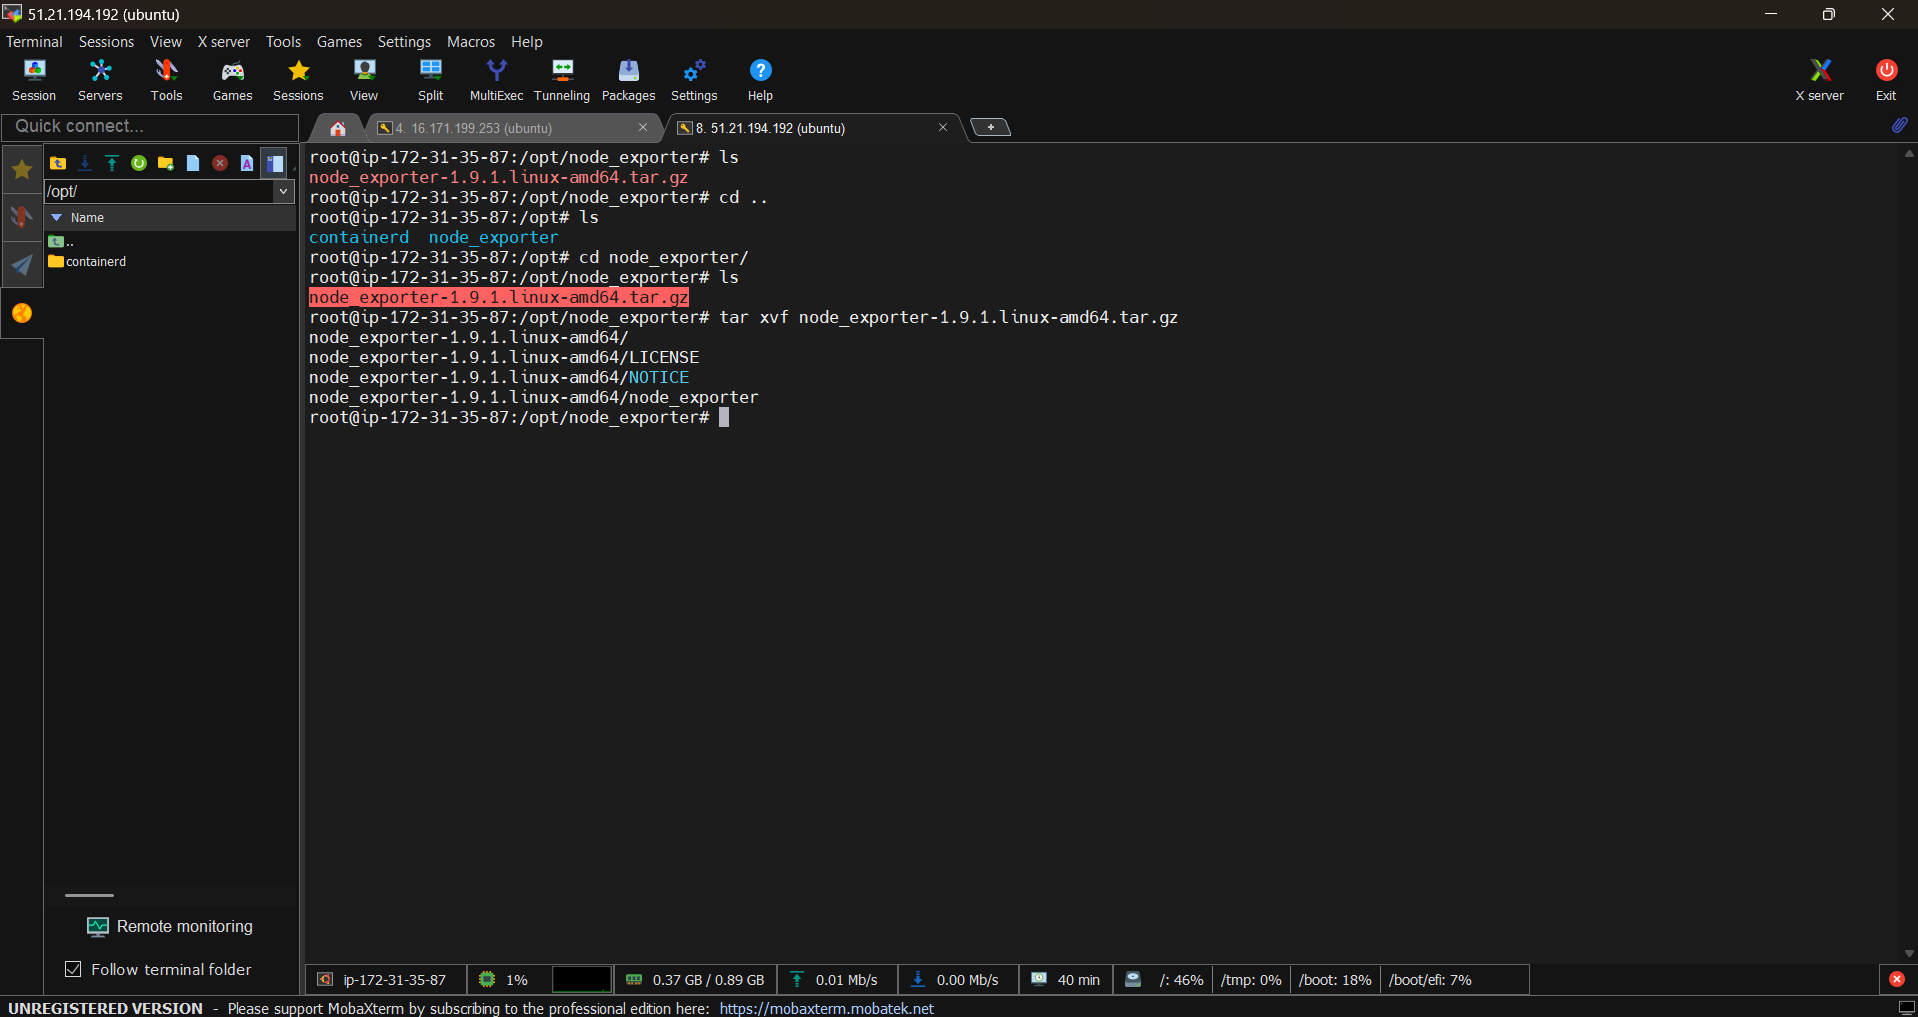 51.21.194.192 (ubuntu)
Terminal Sessions View X server Tools Games Settings Macros Help
Session Servers Tools Games Sessions View Split MultiExec Tunneling Packages Settings Help X server Exit
Quick connect...
4. 16.171.199.253 (ubuntu)
8. 51.21.194.192 (ubuntu)
/opt/
Name
..
containerd
root@ip-172-31-35-87:/opt/node_exporter# ls
node_exporter-1.9.1.linux-amd64.tar.gz
root@ip-172-31-35-87:/opt/node_exporter# cd ..
root@ip-172-31-35-87:/opt# ls
containerd  node_exporter
root@ip-172-31-35-87:/opt# cd node_exporter/
root@ip-172-31-35-87:/opt/node_exporter# ls
node_exporter-1.9.1.linux-amd64.tar.gz
root@ip-172-31-35-87:/opt/node_exporter# tar xvf node_exporter-1.9.1.linux-amd64.tar.gz
node_exporter-1.9.1.linux-amd64/
node_exporter-1.9.1.linux-amd64/LICENSE
node_exporter-1.9.1.linux-amd64/NOTICE
node_exporter-1.9.1.linux-amd64/node_exporter
root@ip-172-31-35-87:/opt/node_exporter#
Remote monitoring
Follow terminal folder
ip-172-31-35-87 1% 0.37 GB / 0.89 GB 0.01 Mb/s 0.00 Mb/s 40 min /: 46% /tmp: 0% /boot: 18% /boot/efi: 7%
UNREGISTERED VERSION - Please support MobaXterm by subscribing to the professional edition here: https://mobaxterm.mobatek.net